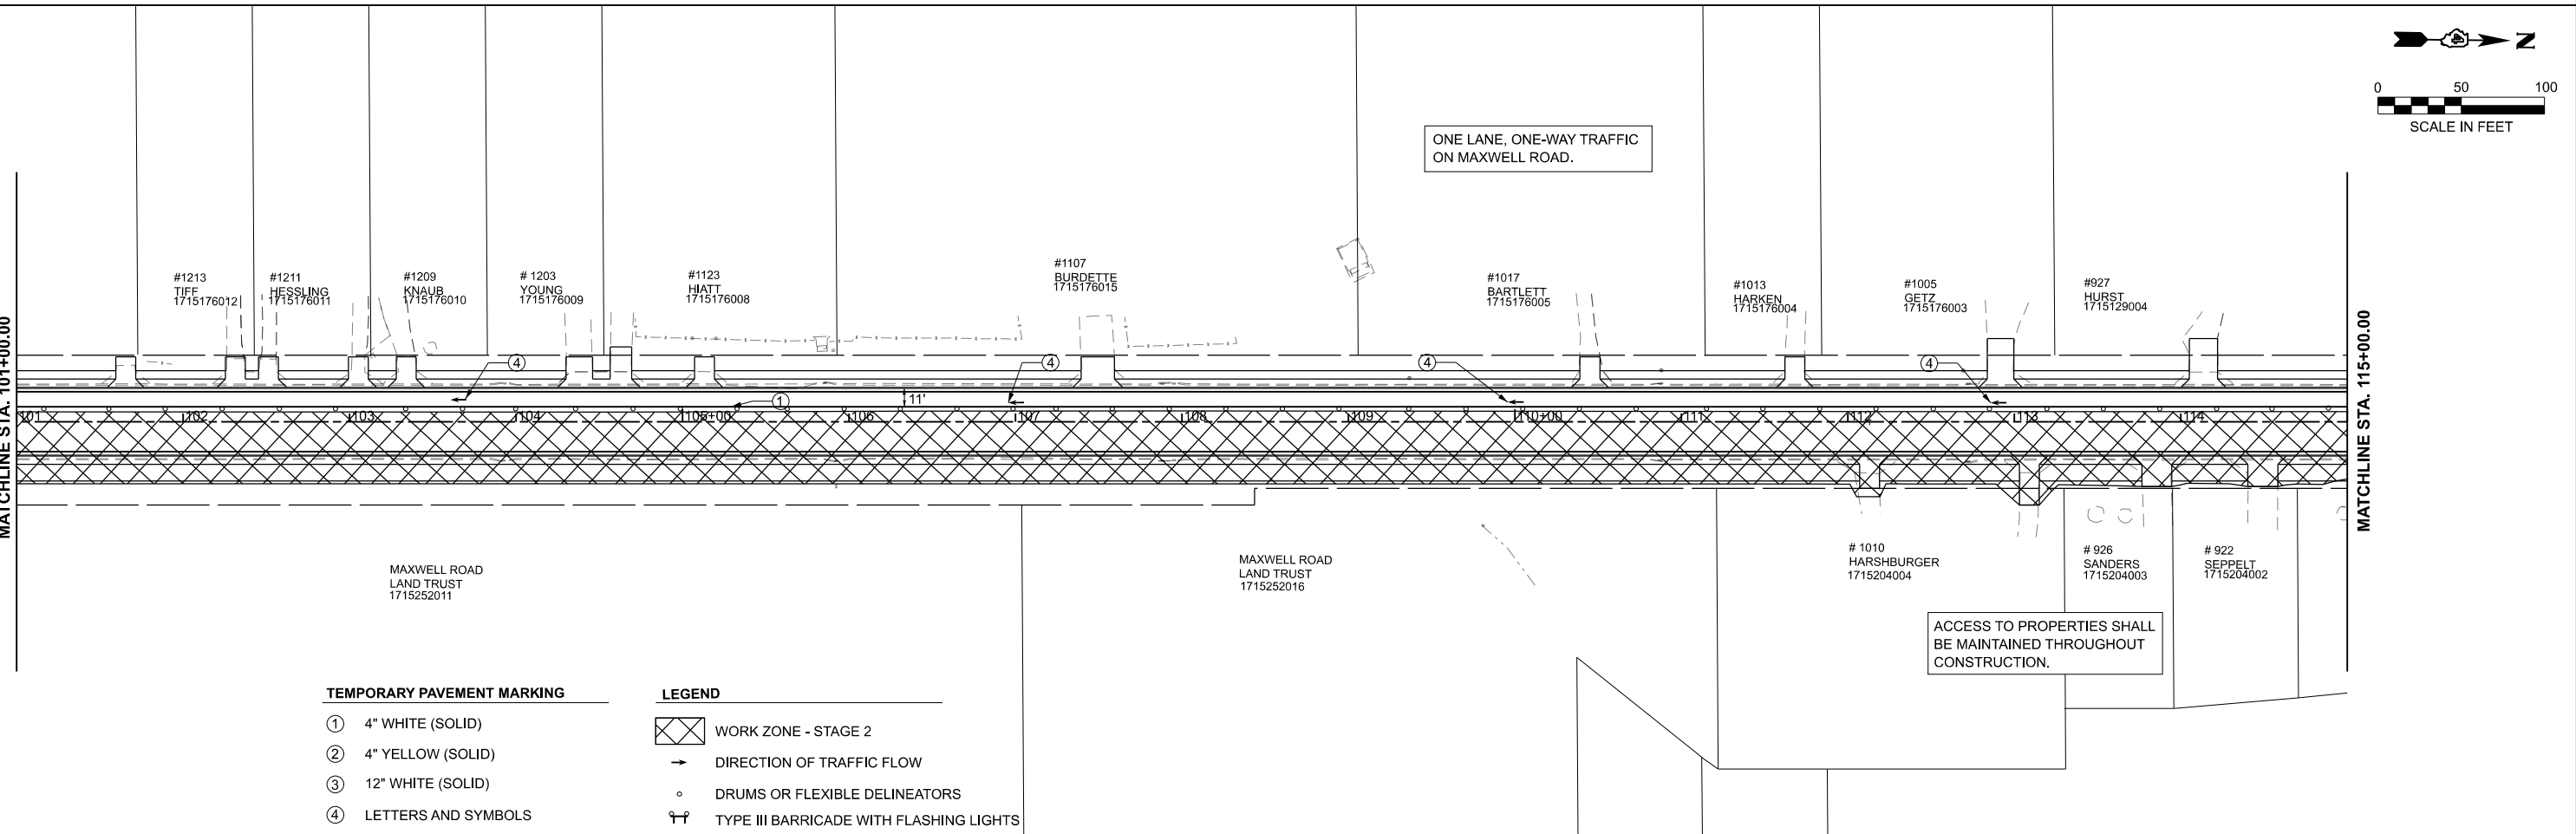 N
0 50 100
SCALE IN FEET
ONE LANE, ONE-WAY TRAFFIC
ON MAXWELL ROAD.
MATCHLINE STA. 101+00.00
#1213
TIFF
1715176012
#1211
HESSLING
1715176011
#1209
KNAUB
1715176010
# 1203
YOUNG
1715176009
#1123
HIATT
1715176008
#1107
BURDETTE
1715176015
#1017
BARTLETT
1715176005
#1013
HARKEN
1715176004
#1005
GETZ
1715176003
#927
HURST
1715129004
MATCHLINE STA. 115+00.00
4 4 4 4
1 11'
101 102 103 104 105+00 106 107 108 109 110+00 111 112 113 114
MAXWELL ROAD
LAND TRUST
1715252011
MAXWELL ROAD
LAND TRUST
1715252016
# 1010
HARSHBURGER
1715204004
# 926
SANDERS
1715204003
# 922
SEPPELT
1715204002
ACCESS TO PROPERTIES SHALL
BE MAINTAINED THROUGHOUT
CONSTRUCTION.
TEMPORARY PAVEMENT MARKING
1 4" WHITE (SOLID)
2 4" YELLOW (SOLID)
3 12" WHITE (SOLID)
4 LETTERS AND SYMBOLS
LEGEND
WORK ZONE - STAGE 2
DIRECTION OF TRAFFIC FLOW
DRUMS OR FLEXIBLE DELINEATORS
TYPE III BARRICADE WITH FLASHING LIGHTS